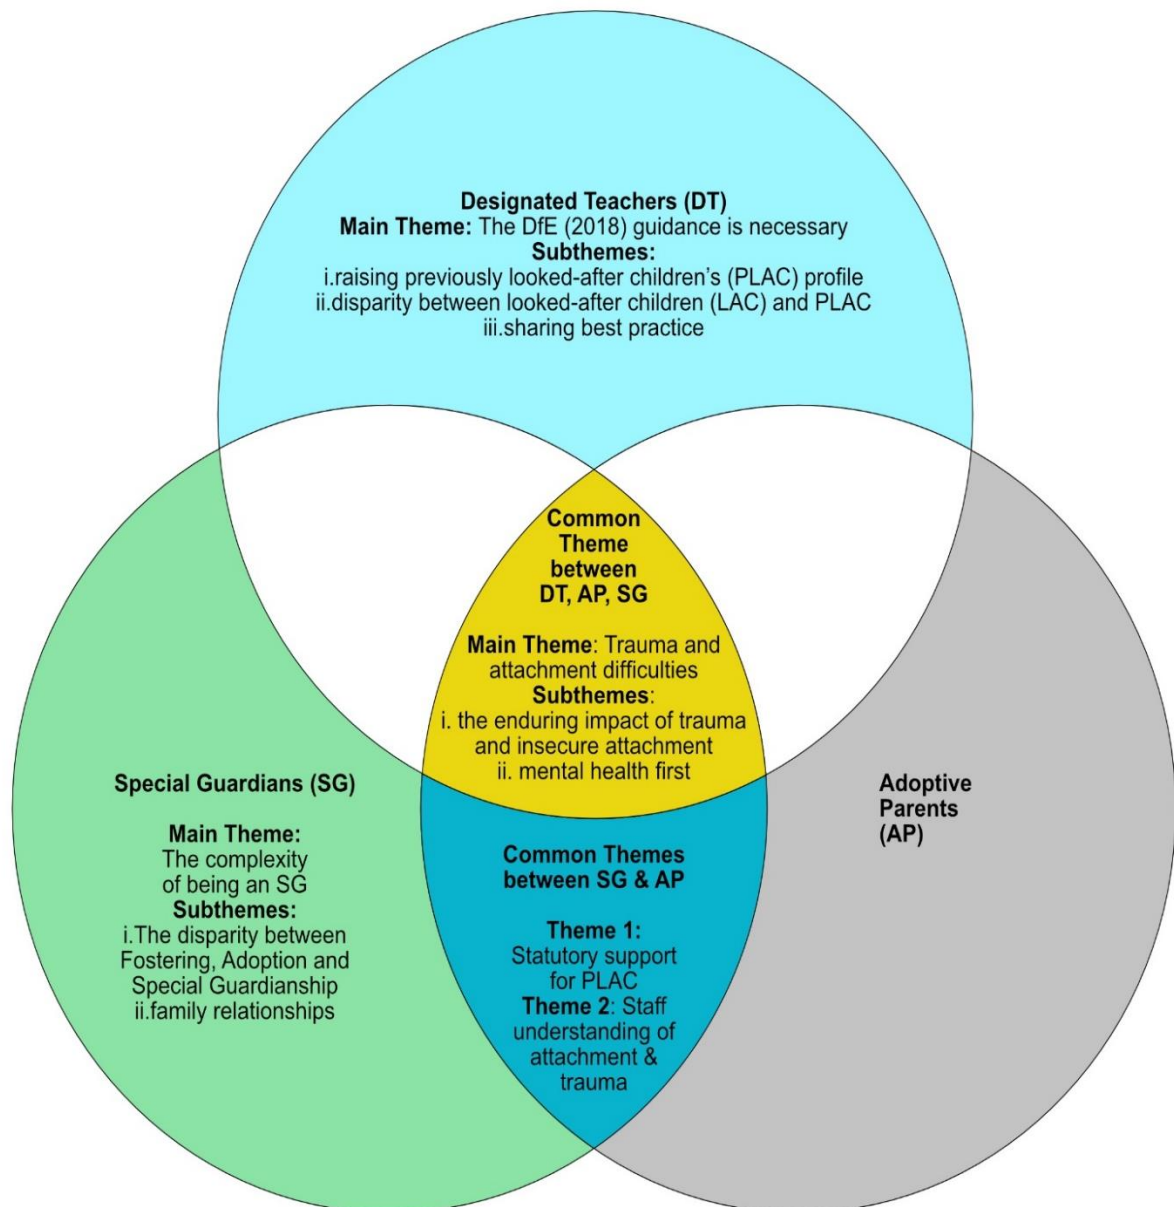 Designated Teachers (DT)
Main Theme: The DfE (2018) guidance is necessary
Subthemes:
i.raising previously looked-after children’s (PLAC) profile
ii.disparity between looked-after children (LAC) and PLAC
iii.sharing best practice
Common
Theme
between
DT, AP, SG
Main Theme: Trauma and
attachment difficulties
Subthemes:
i. the enduring impact of trauma
and insecure attachment
ii. mental health first
Special Guardians (SG)
Main Theme:
The complexity
of being an SG
Subthemes:
i.The disparity between
Fostering, Adoption and
Special Guardianship
ii.family relationships
Common Themes
between SG & AP
Theme 1:
Statutory support
for PLAC
Theme 2: Staff
understanding of
attachment &
trauma
Adoptive
Parents
(AP)